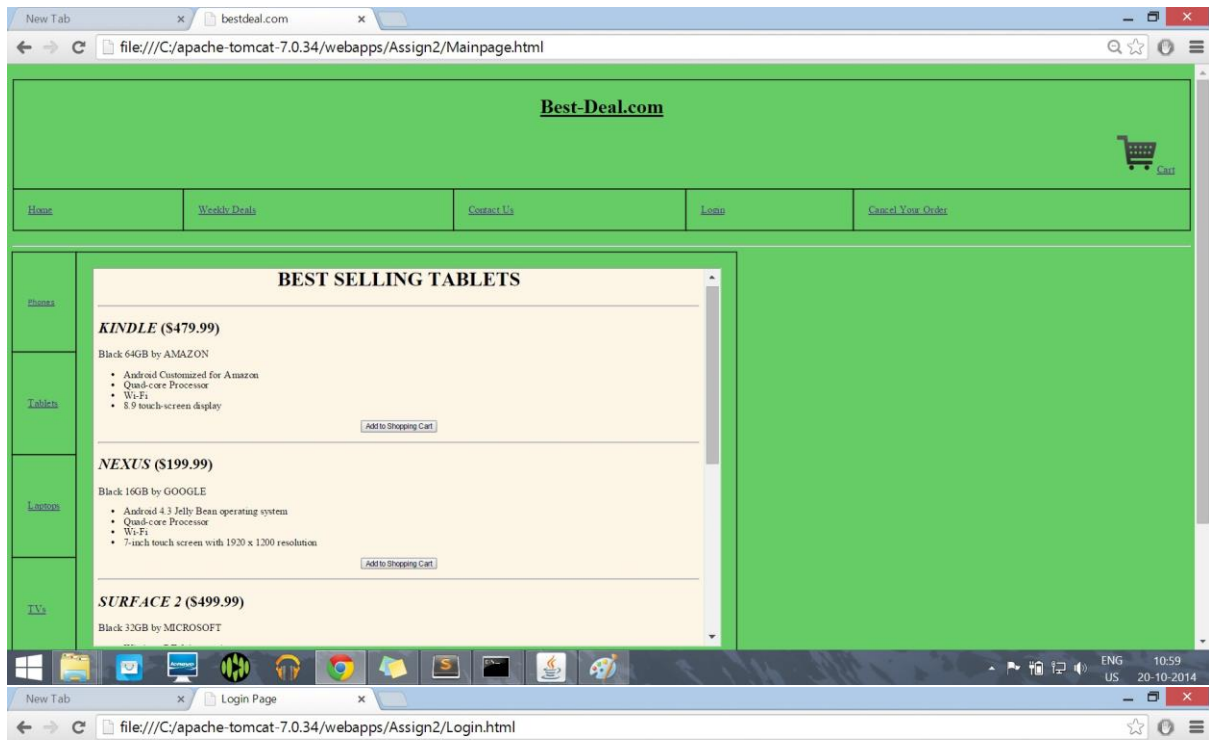 New Tab
bestdeal.com
file:///C:/apache-tomcat-7.0.34/webapps/Assign2/Mainpage.html
Best-Deal.com
Cart
Home
Weekly Deals
Contact Us
Login
Cancel Your Order
Phones
Tablets
Laptops
TVs
BEST SELLING TABLETS
KINDLE ($479.99)
Black 64GB by AMAZON
• Android Customized for Amazon
• Quad-core Processor
• Wi-Fi
• 8.9 touch-screen display
Add to Shopping Cart
NEXUS ($199.99)
Black 16GB by GOOGLE
• Android 4.3 Jelly Bean operating system
• Quad-core Processor
• Wi-Fi
• 7-inch touch screen with 1920 x 1200 resolution
Add to Shopping Cart
SURFACE 2 ($499.99)
Black 32GB by MICROSOFT
lenovo
ENG
US
10:59
20-10-2014
New Tab
Login Page
file:///C:/apache-tomcat-7.0.34/webapps/Assign2/Login.html